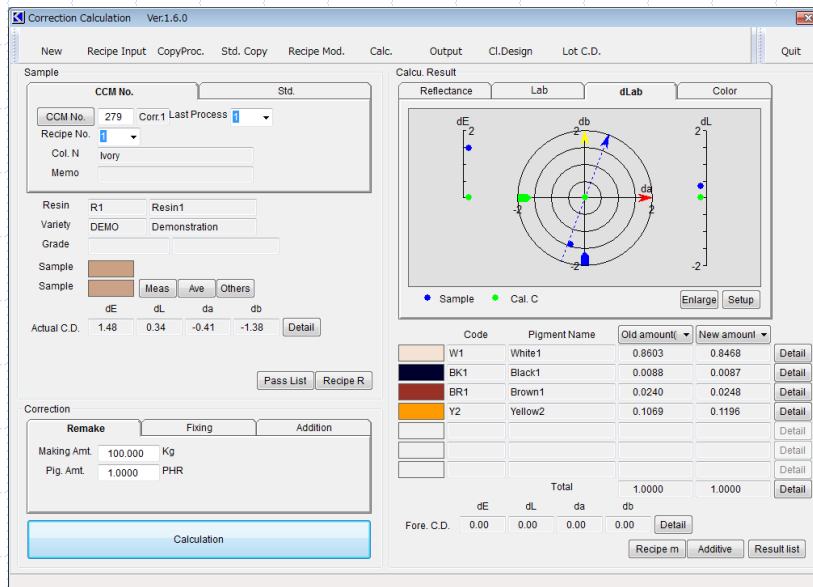 Correction Calculation Ver.1.6.0
New Recipe Input CopyProc. Std. Copy Recipe Mod. Calc. Output Cl.Design Lot C.D. Quit
Sample
CCM No. Std.
CCM No. 279 Corr.1 Last Process 1
Recipe No. 1
Col. N Ivory
Memo
Resin R1 Resin1
Variety DEMO Demonstration
Grade
Sample
Sample Meas Ave Others
dE dL da db
Actual C.D. 1.48 0.34 -0.41 -1.38 Detail
Pass List Recipe R
Correction
Remake Fixing Addition
Making Amt. 100.000 Kg
Pig. Amt. 1.0000 PHR
Calculation
Calcu. Result
Reflectance Lab dLab Color
dE db dL
2 2 2
da
-2 2
-2 -2
Sample Cal. C Enlarge Setup
Code Pigment Name Old amount( New amount
W1 White1 0.8603 0.8468 Detail
BK1 Black1 0.0088 0.0087 Detail
BR1 Brown1 0.0240 0.0248 Detail
Y2 Yellow2 0.1069 0.1196 Detail
Detail
Detail
Detail
Total 1.0000 1.0000 Detail
dE dL da db
Fore. C.D. 0.00 0.00 0.00 0.00 Detail
Recipe m Additive Result list